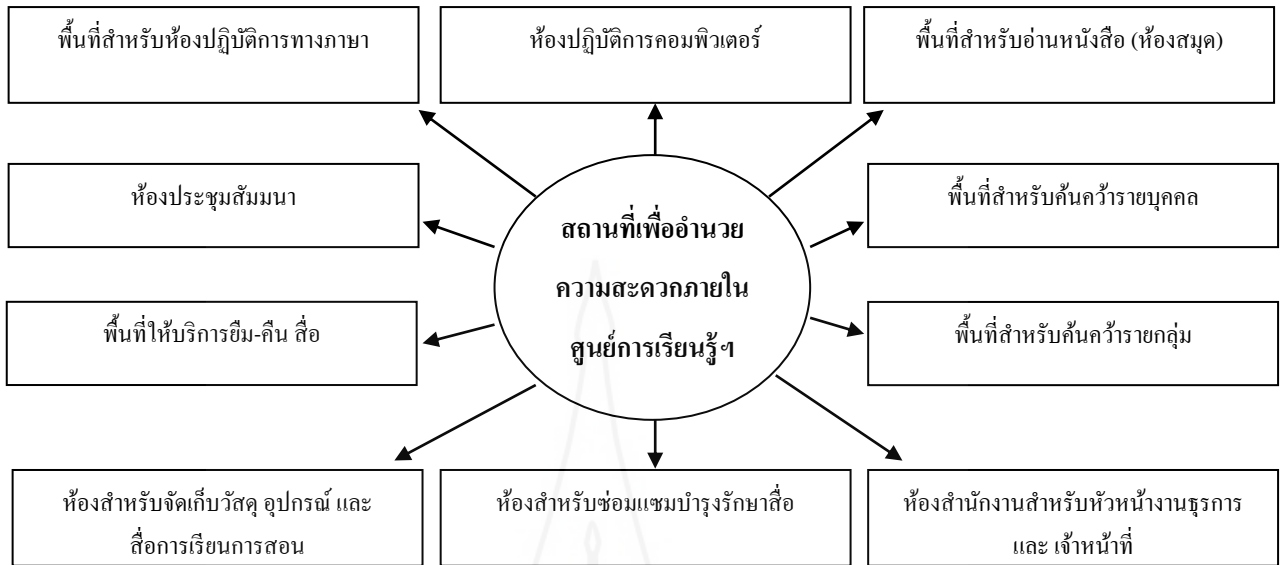 พื้นที่สำหรับห้องปฏิบัติการทางภาษา
ห้องปฏิบัติการคอมพิวเตอร์
พื้นที่สำหรับอ่านหนังสือ (ห้องสมุด)
ห้องประชุมสัมมนา
สถานที่เพื่ออำนวย
ความสะดวกภายใน
ศูนย์การเรียนรู้ฯ
พื้นที่สำหรับค้นคว้ารายบุคคล
พื้นที่ให้บริการยืม-คืน สื่อ
พื้นที่สำหรับค้นคว้ารายกลุ่ม
ห้องสำหรับจัดเก็บวัสดุ อุปกรณ์ และ
สื่อการเรียนการสอน
ห้องสำหรับซ่อมแซมบำรุงรักษาสื่อ
ห้องสำนักงานสำหรับหัวหน้างานธุรการ
และ เจ้าหน้าที่